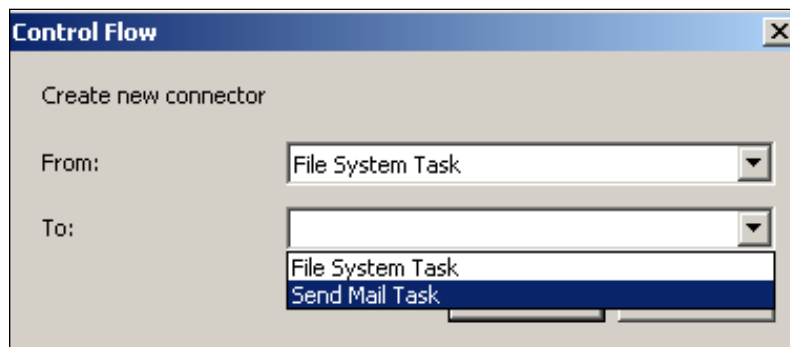 Control Flow
Create new connector
From:
File System Task
To:
File System Task
Send Mail Task